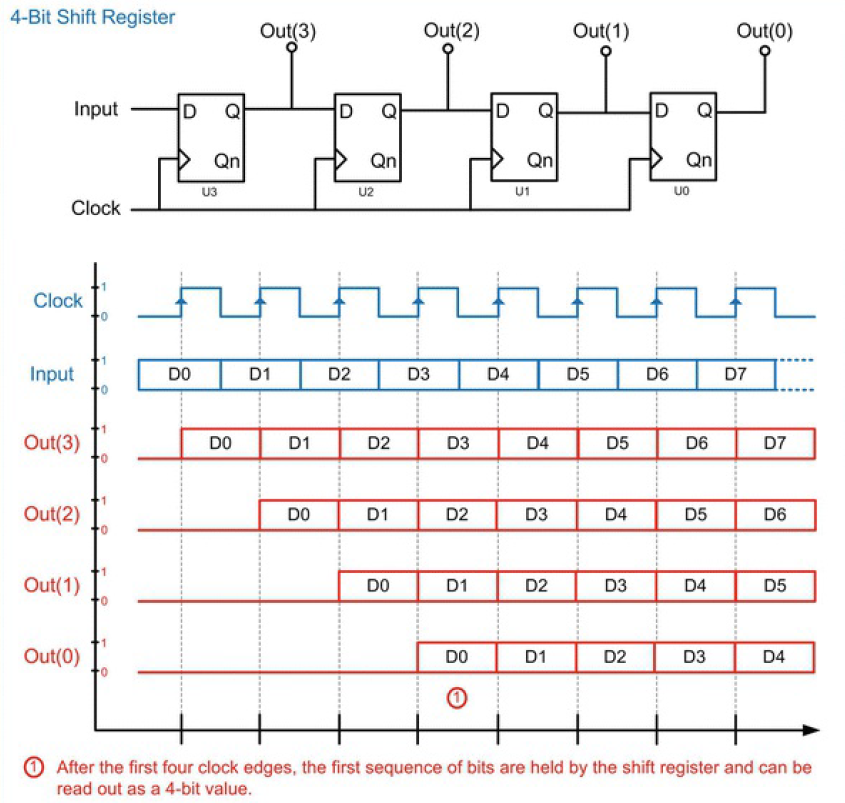 4-Bit Shift Register
Out(3) Out(2) Out(1) Out(0)
Input D Q D Q D Q D Q
Qn Qn Qn Qn
U3 U2 U1 U0
Clock
Clock 1
0
Input 1 D0 D1 D2 D3 D4 D5 D6 D7
0
Out(3) 1 D0 D1 D2 D3 D4 D5 D6 D7
0
Out(2) 1 D0 D1 D2 D3 D4 D5 D6
0
Out(1) 1 D0 D1 D2 D3 D4 D5
0
Out(0) 1 D0 D1 D2 D3 D4
0
1
1 After the first four clock edges, the first sequence of bits are held by the shift register and can be
read out as a 4-bit value.